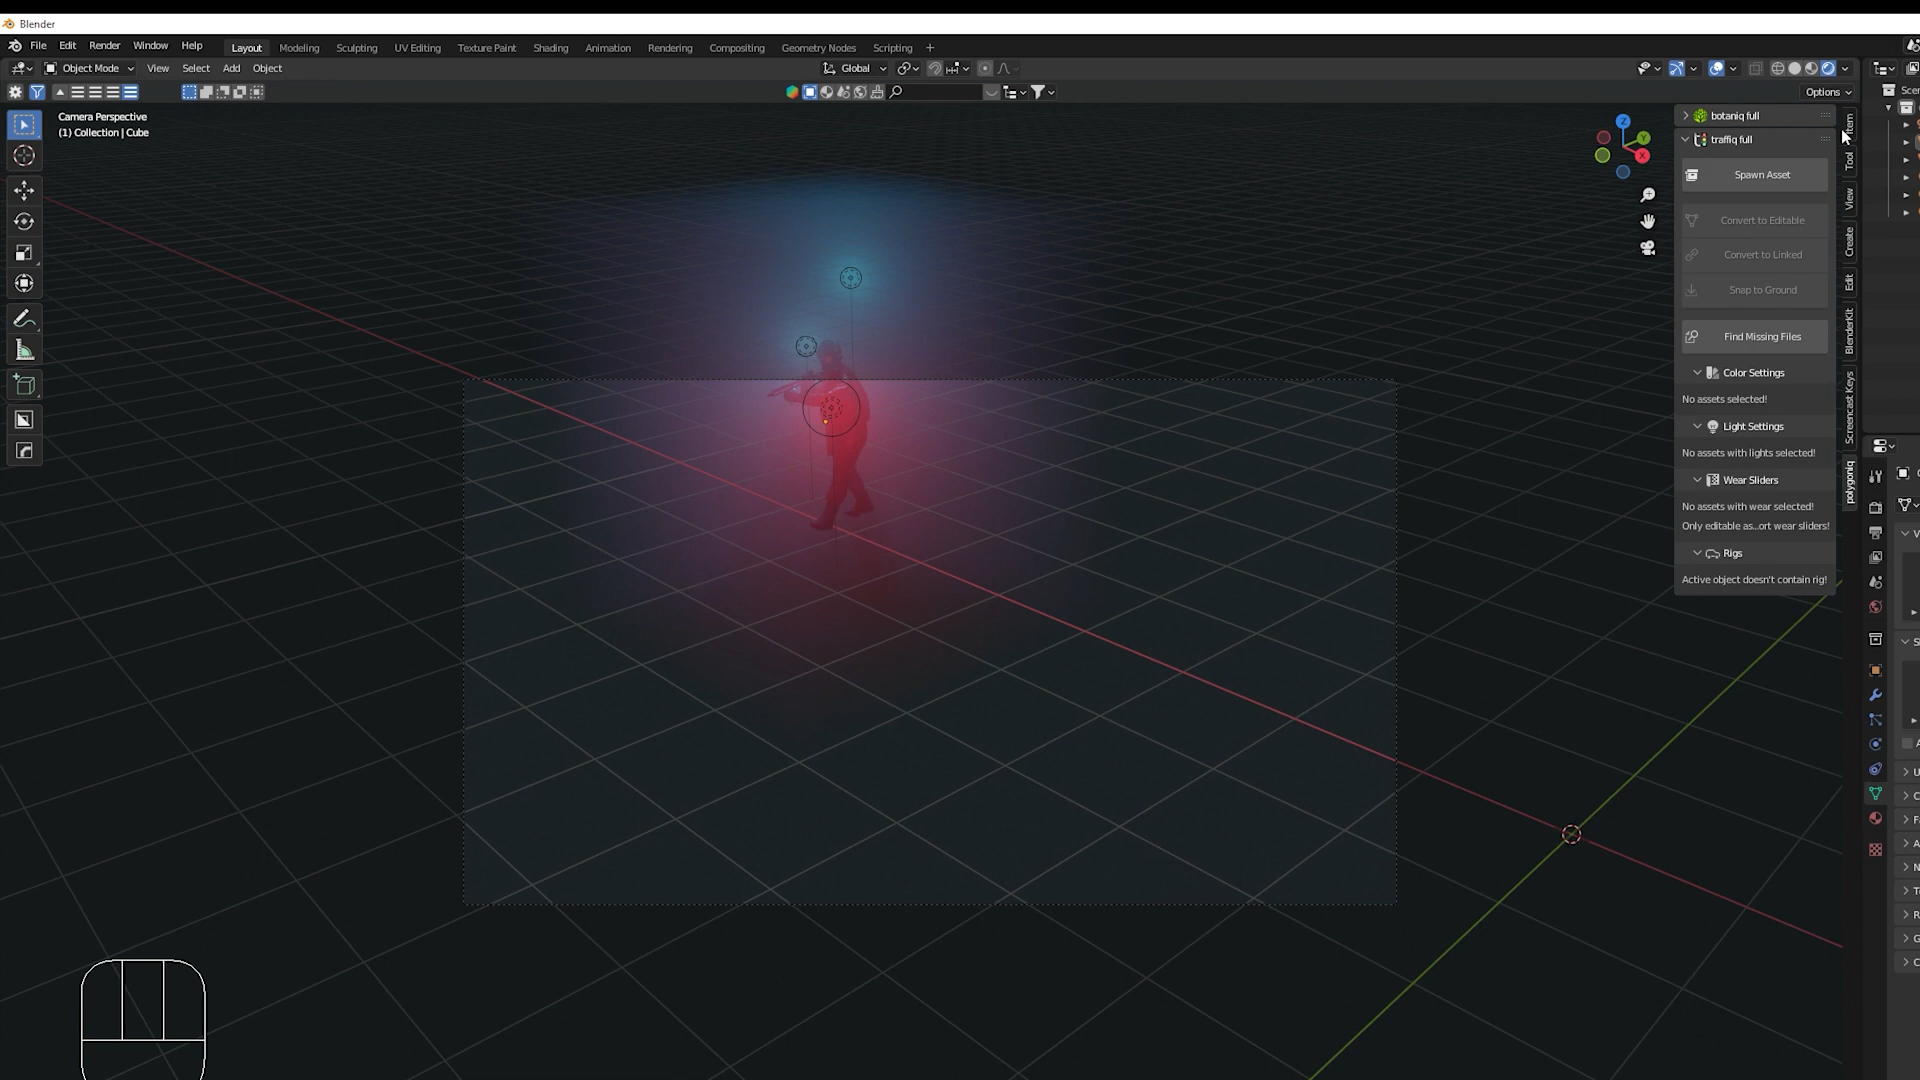 Blender
File Edit Render Window Help Layout Modeling Sculpting UV Editing Texture Paint Shading Animation Rendering Compositing Geometry Nodes Scripting +
Object Mode View Select Add Object Global
Options
Camera Perspective
(1) Collection | Cube
Z
Y
X
botaniq full
traffiq full
Spawn Asset
Convert to Editable
Convert to Linked
Snap to Ground
Find Missing Files
Color Settings
No assets selected!
Light Settings
No assets with lights selected!
Wear Sliders
No assets with wear selected!
Only editable as...ort wear sliders!
Rigs
Active object doesn't contain rig!
Item
Tool
View
Create
Edit
BlenderKit
Screencast Keys
polygoniq
Scen